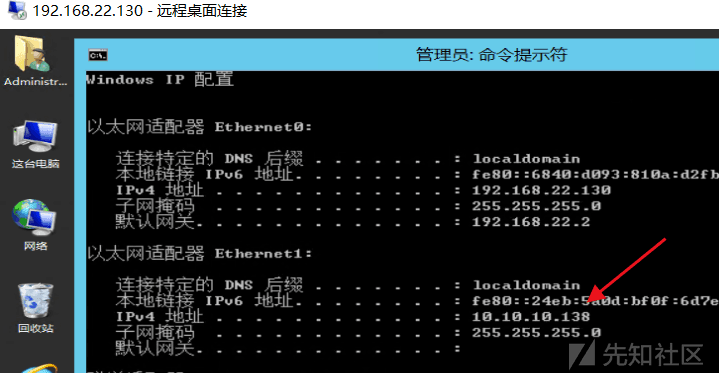 192.168.22.130 - 远程桌面连接
管理员: 命令提示符
Administr...
这台电脑
网络
回收站
Windows IP 配置
以太网适配器 Ethernet0:
连接特定的 DNS 后缀 . . . . . . . : localdomain
本地链接 IPv6 地址. . . . . . . . : fe80::6840:d093:810a:d2fb
IPv4 地址 . . . . . . . . . . . . : 192.168.22.130
子网掩码 . . . . . . . . . . . . : 255.255.255.0
默认网关. . . . . . . . . . . . . : 192.168.22.2
以太网适配器 Ethernet1:
连接特定的 DNS 后缀 . . . . . . . : localdomain
本地链接 IPv6 地址. . . . . . . . : fe80::24eb:5a0d:bf0f:6d7e
IPv4 地址 . . . . . . . . . . . . : 10.10.10.138
子网掩码 . . . . . . . . . . . . : 255.255.255.0
默认网关. . . . . . . . . . . . . :
先知社区